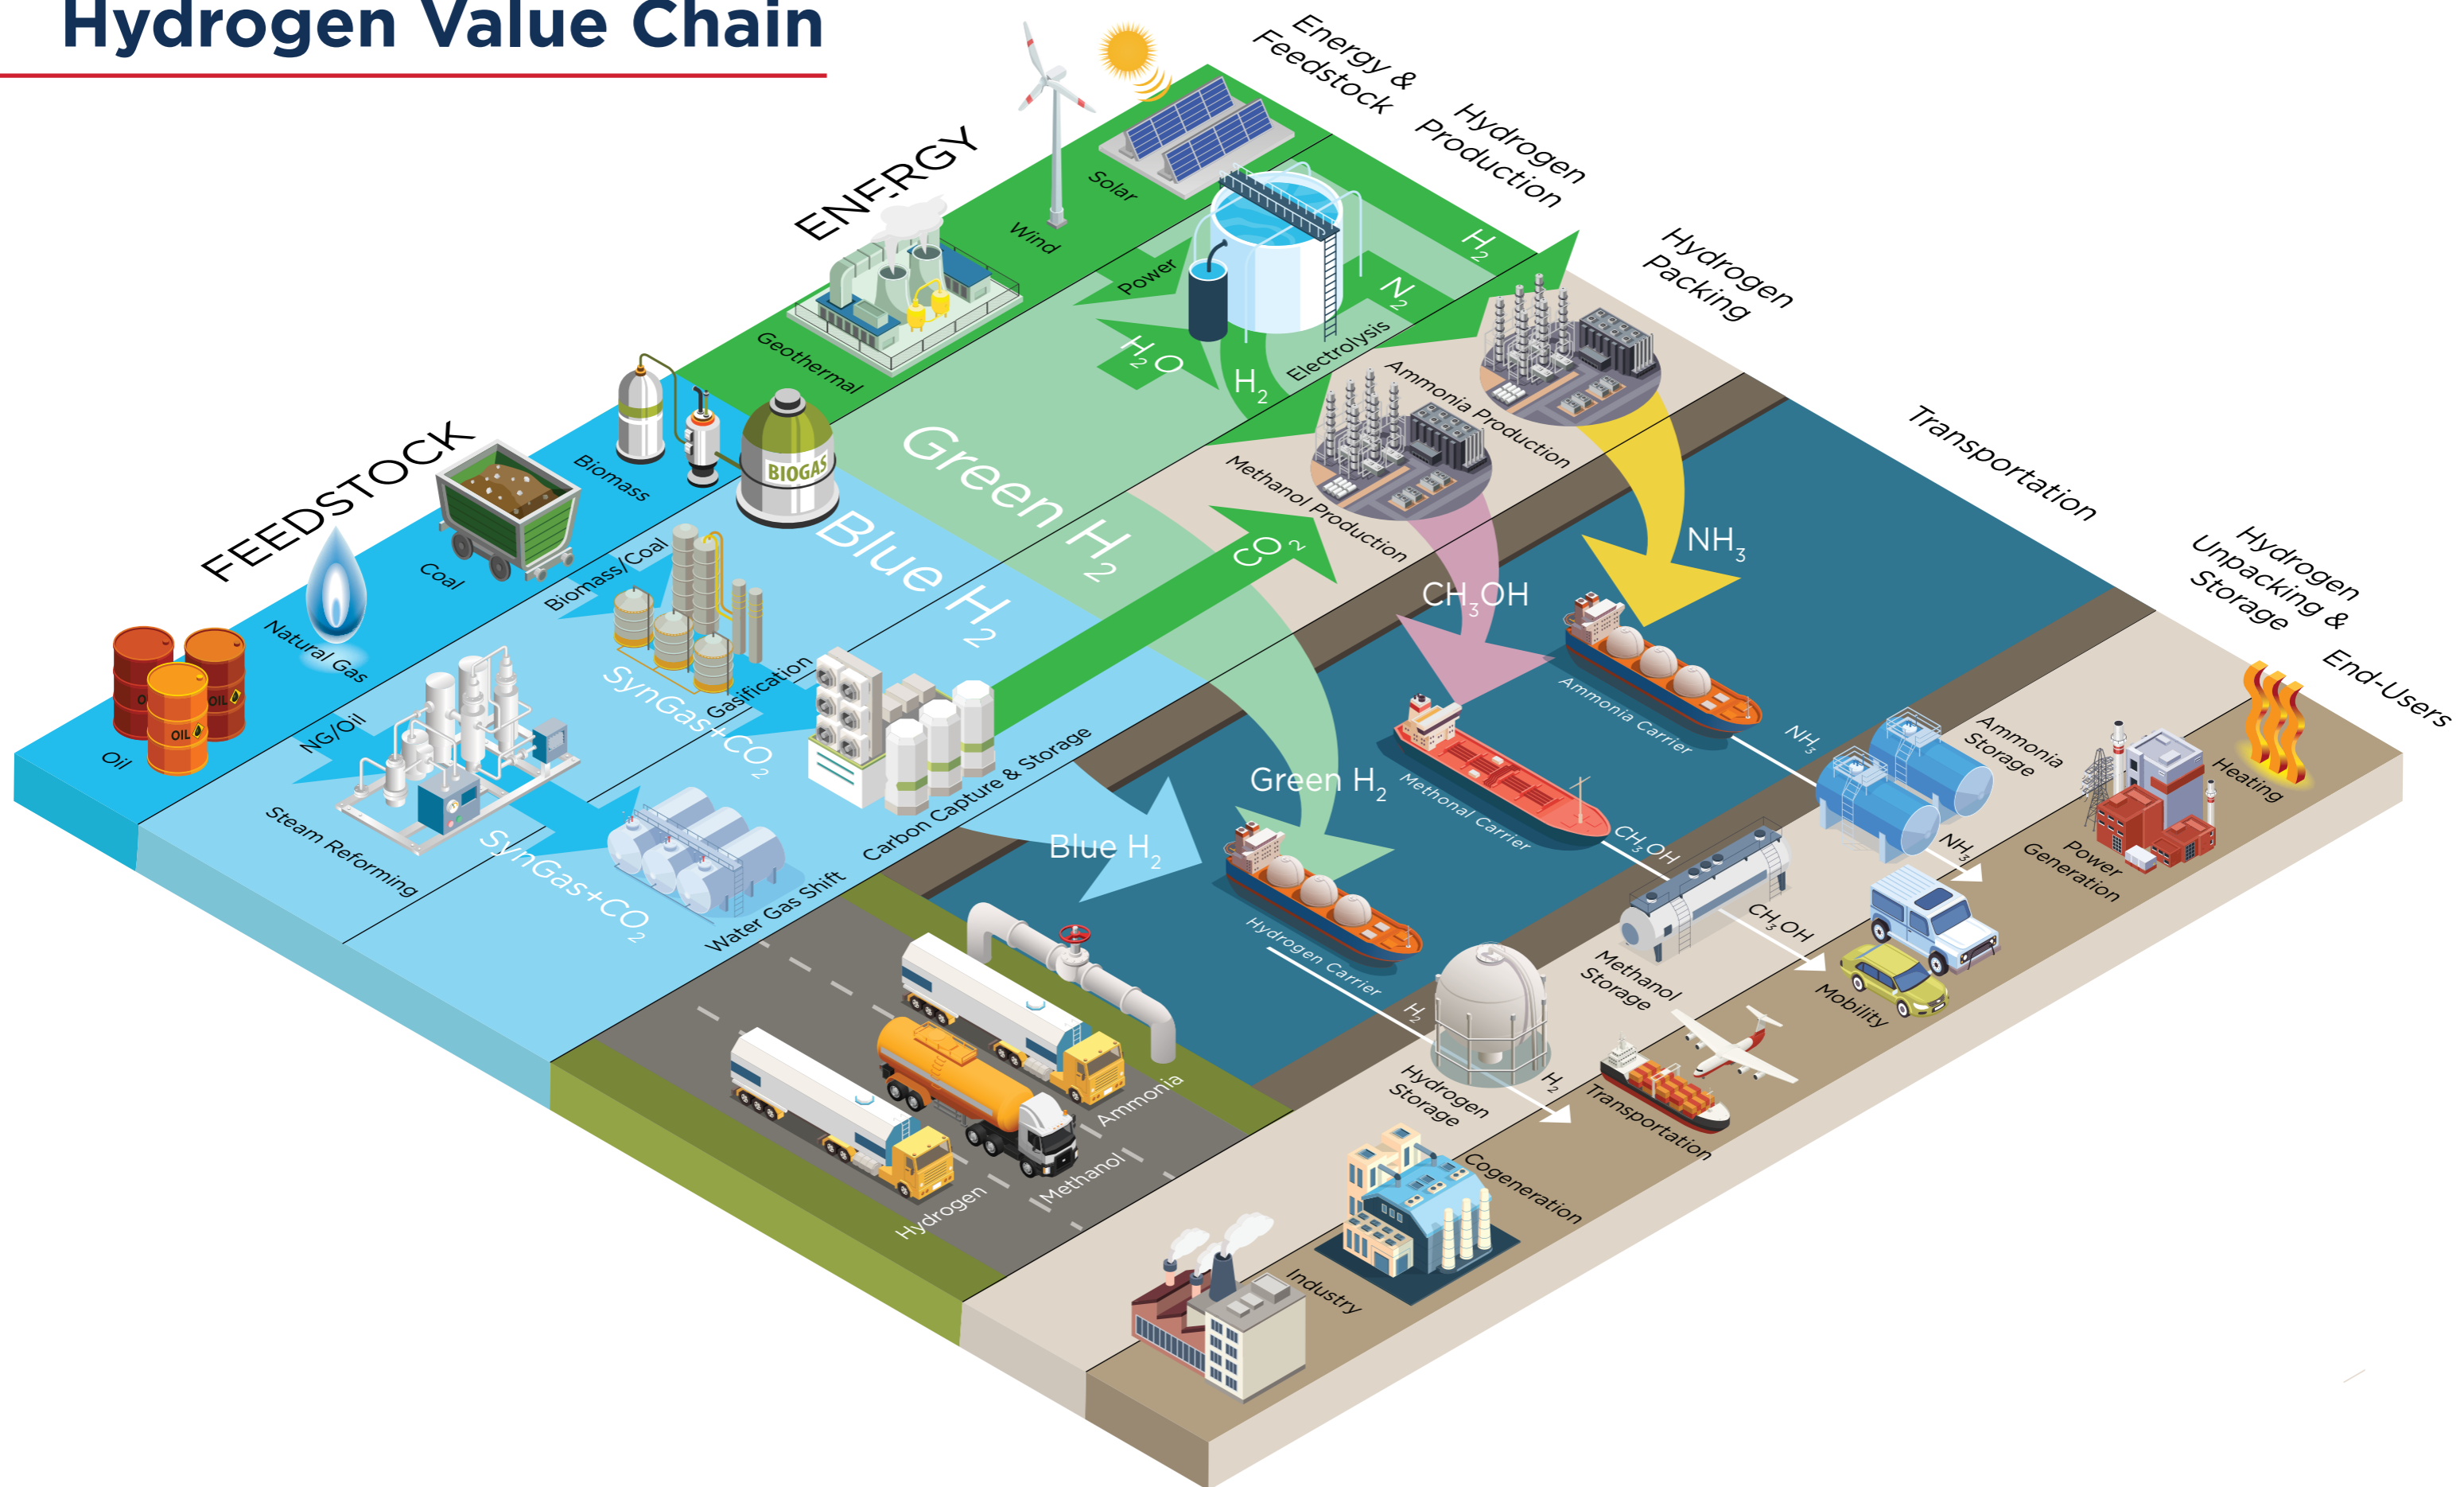 Hydrogen Value Chain
Energy &
Feedstock
Hydrogen
Production
Hydrogen
Packing
Transportation
Hydrogen
Unpacking &
Storage
End-Users
ENERGY
FEEDSTOCK
Solar
Wind
Geothermal
Biomass
BIOGAS
Coal
Natural Gas
Oil
OIL
OIL
Power
H2O
H2
H2
N2
Electrolysis
Green H2
Blue H2
Biomass/Coal
NG/Oil
Gasification
SynGas+CO2
Steam Reforming
SynGas+CO2
Water Gas Shift
Carbon Capture & Storage
CO2
Ammonia Production
Methanol Production
NH3
CH3OH
Green H2
Blue H2
Ammonia Carrier
Methonal Carrier
Hydrogen Carrier
NH3
CH3OH
H2
Ammonia
Methanol
Hydrogen
Ammonia
Storage
Methanol
Storage
Hydrogen
Storage
NH3
CH3OH
H2
Heating
Power
Generation
Mobility
Transportation
Cogeneration
Industry